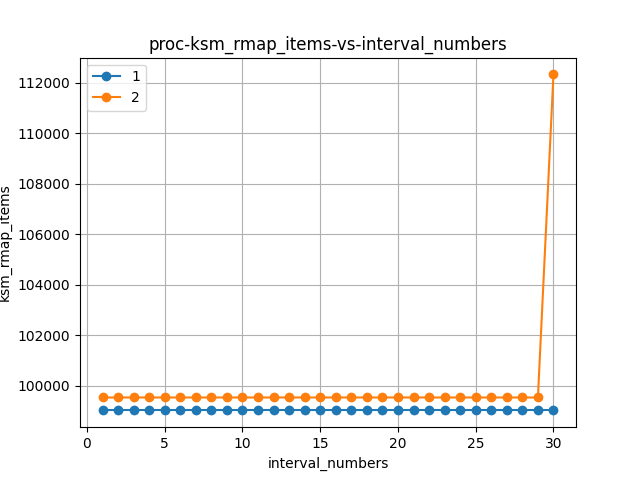 proc-ksm_rmap_items-vs-interval_numbers
1
2
112000
110000
108000
106000
104000
102000
100000
ksm_rmap_items
0 5 10 15 20 25 30
interval_numbers